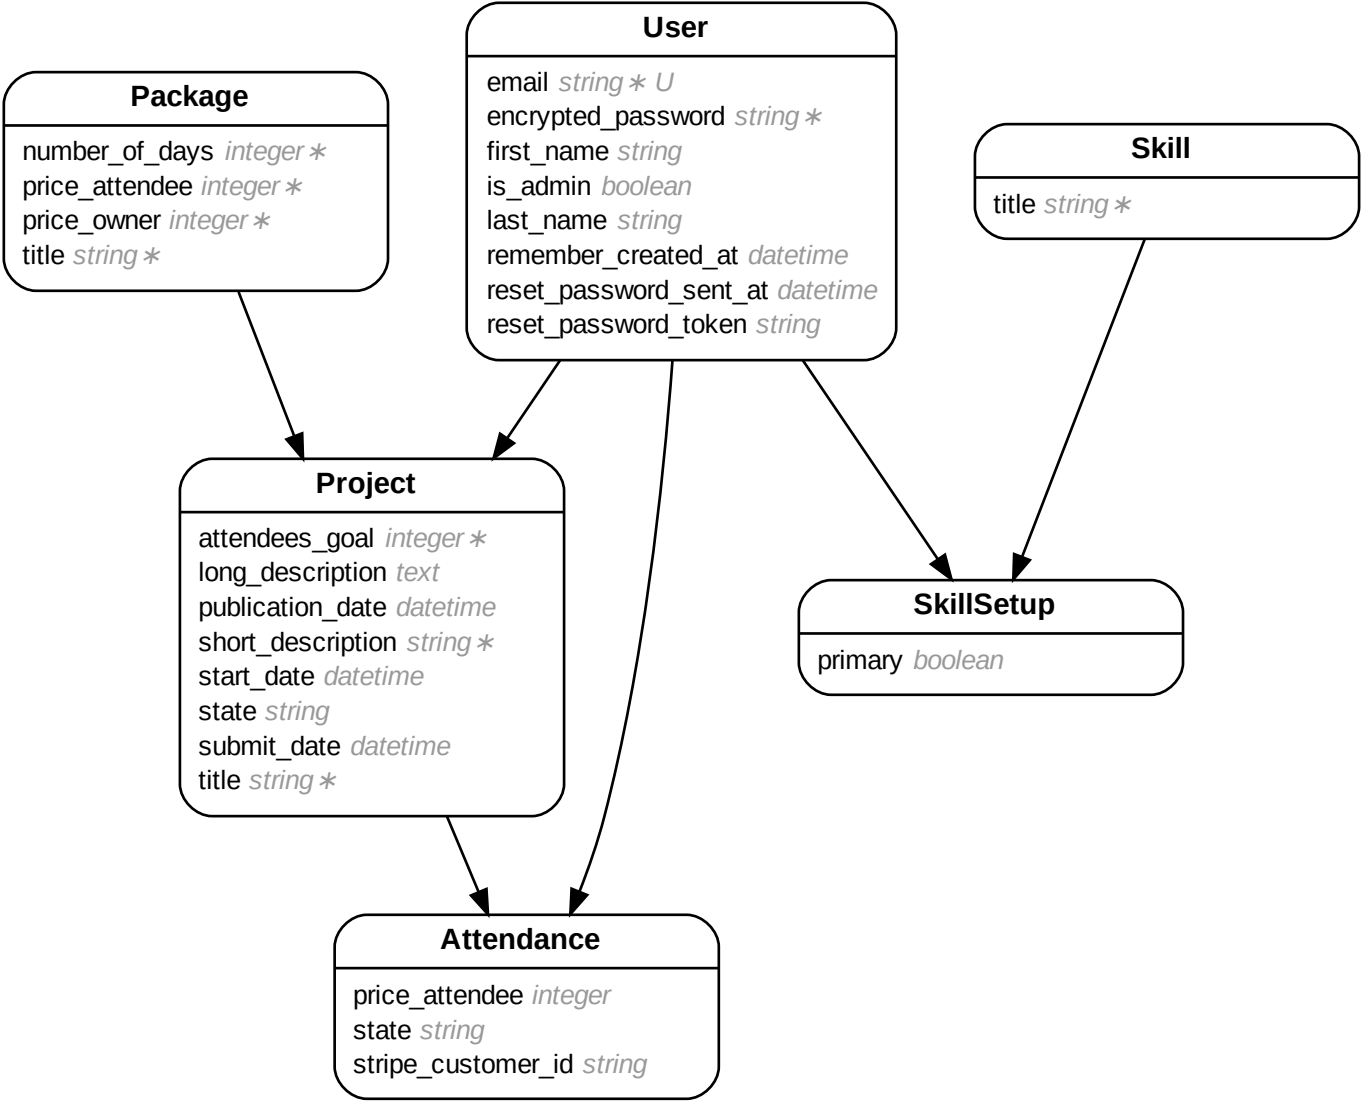 User
email string∗ U
encrypted_password string∗
first_name string
is_admin boolean
last_name string
remember_created_at datetime
reset_password_sent_at datetime
reset_password_token string
Package
number_of_days integer∗
price_attendee integer∗
price_owner integer∗
title string∗
Skill
title string∗
Project
attendees_goal integer∗
long_description text
publication_date datetime
short_description string∗
start_date datetime
state string
submit_date datetime
title string∗
SkillSetup
primary boolean
Attendance
price_attendee integer
state string
stripe_customer_id string